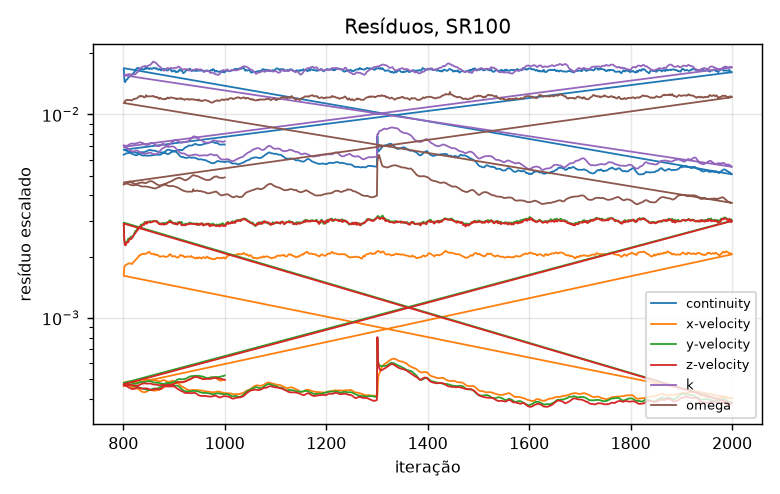 Resíduos, SR100
resíduo escalado
10⁻²
10⁻³
continuity
x-velocity
y-velocity
z-velocity
k
omega
800 1000 1200 1400 1600 1800 2000
iteração